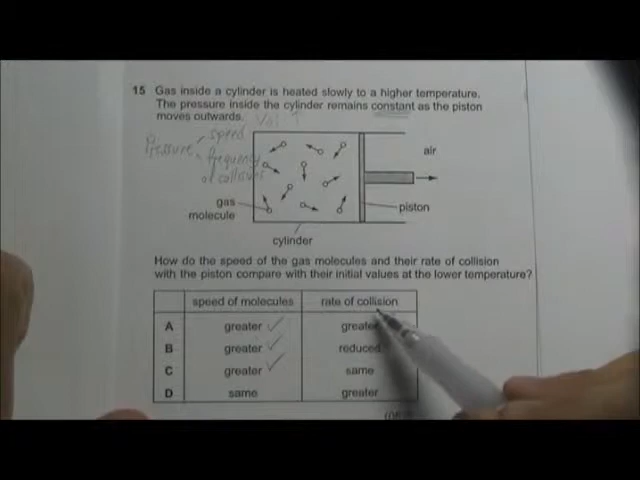 15 Gas inside a cylinder is heated slowly to a higher temperature.
The pressure inside the cylinder remains constant as the piston
moves outwards. Vol. ↑
Pressure speed
frequency
of collisions
air
gas
molecule
piston
cylinder
How do the speed of the gas molecules and their rate of collision
with the piston compare with their initial values at the lower temperature?
speed of molecules rate of collision
A greater ✓ greater
B greater ✓ reduced
C greater ✓ same
D same greater